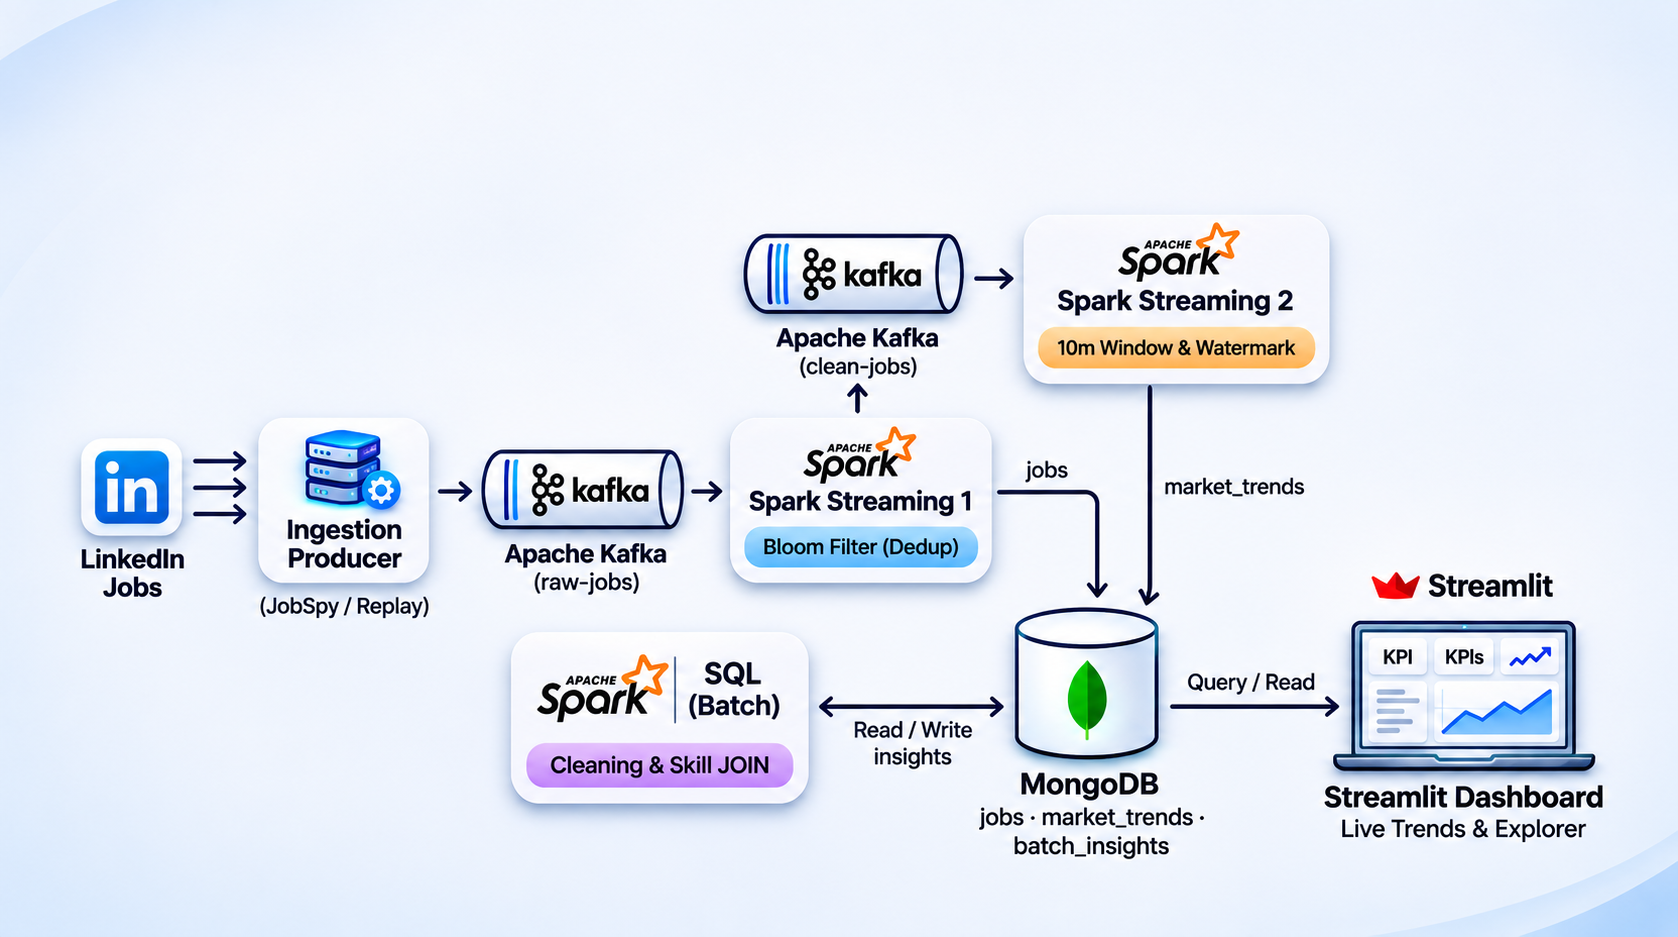 kafka
Apache Kafka
(clean-jobs)
APACHE
Spark
Spark Streaming 2
10m Window & Watermark
in
LinkedIn
Jobs
Ingestion
Producer
(JobSpy / Replay)
kafka
Apache Kafka
(raw-jobs)
APACHE
Spark
Spark Streaming 1
Bloom Filter (Dedup)
jobs
market_trends
APACHE
Spark
SQL
(Batch)
Cleaning & Skill JOIN
Read / Write
insights
MongoDB
jobs · market_trends ·
batch_insights
Query / Read
Streamlit
KPI
KPIs
Streamlit Dashboard
Live Trends & Explorer